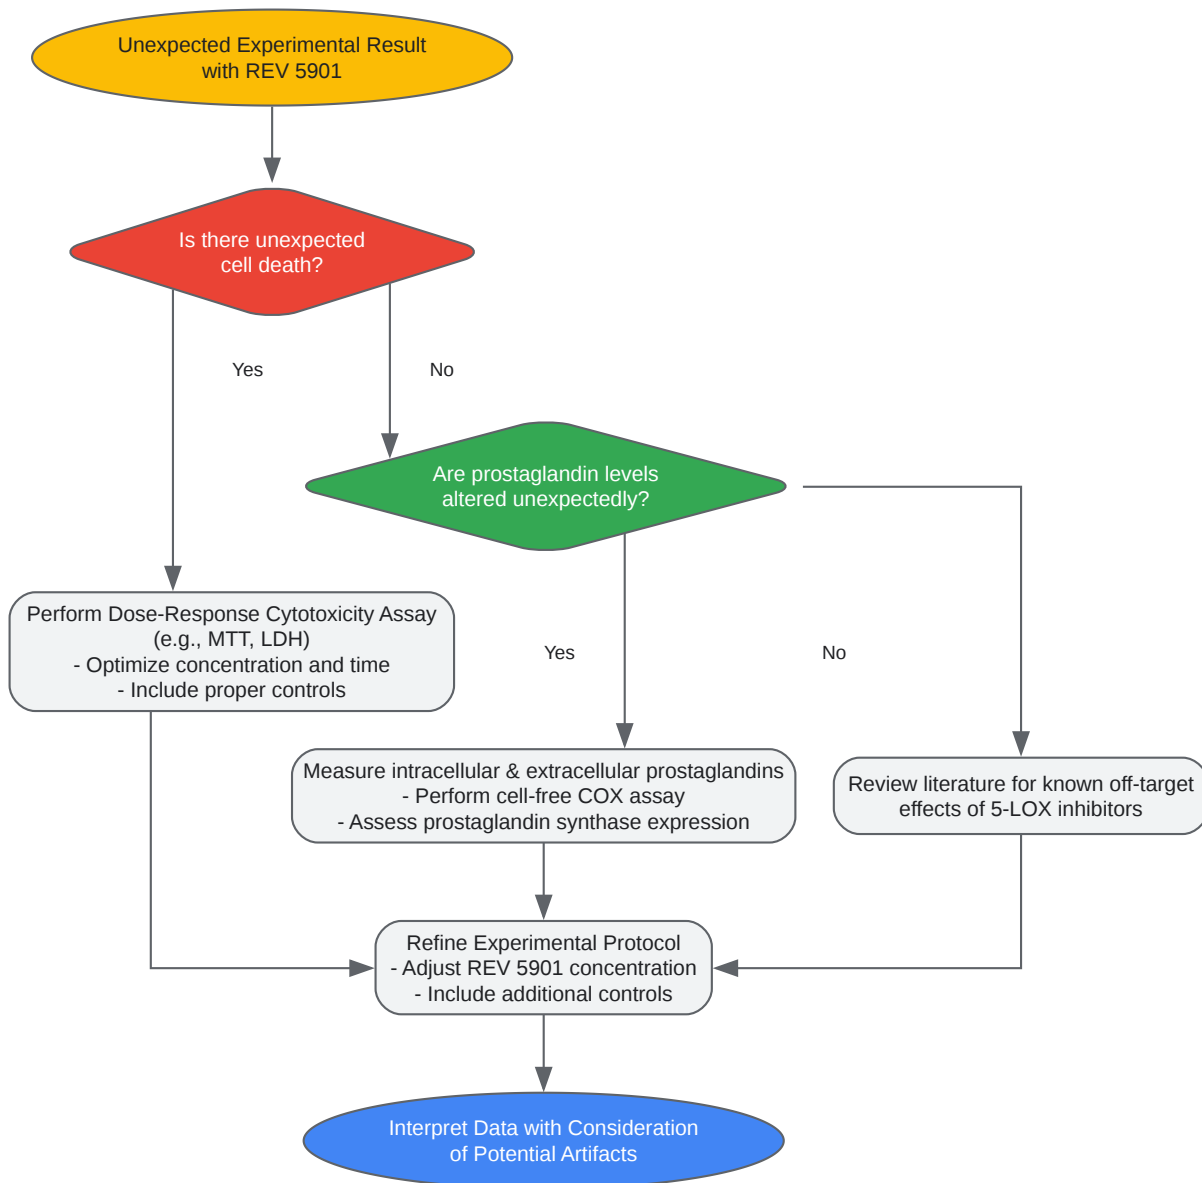 Unexpected Experimental Result
with REV 5901
Is there unexpected
cell death?
Yes
No
Are prostaglandin levels
altered unexpectedly?
Perform Dose-Response Cytotoxicity Assay
(e.g., MTT, LDH)
- Optimize concentration and time
- Include proper controls
Yes
No
Measure intracellular & extracellular prostaglandins
- Perform cell-free COX assay
- Assess prostaglandin synthase expression
Review literature for known off-target
effects of 5-LOX inhibitors
Refine Experimental Protocol
- Adjust REV 5901 concentration
- Include additional controls
Interpret Data with Consideration
of Potential Artifacts